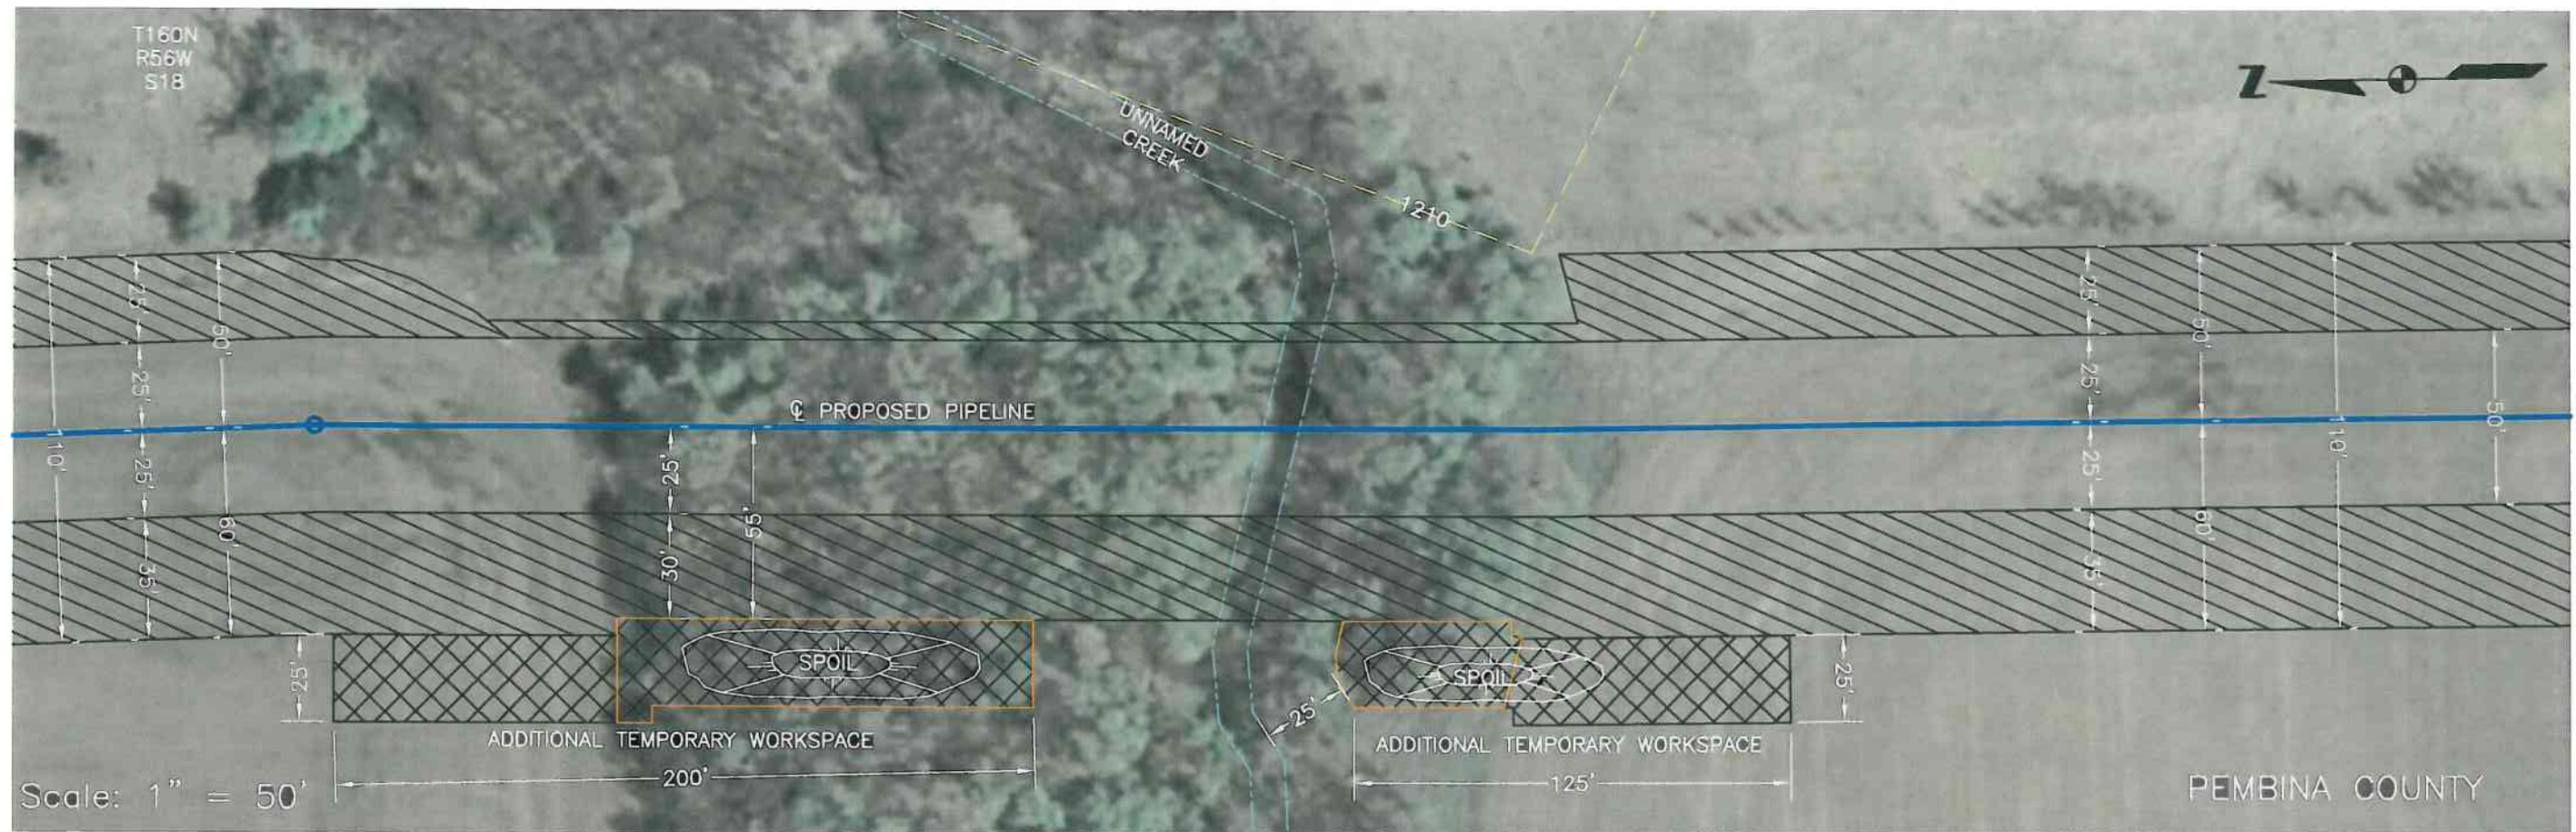 T160N
R56W
S18
N
UNNAMED
CREEK
1210
25'
50'
25'
110'
25'
60'
35'
25'
℄ PROPOSED PIPELINE
25'
55'
30'
25'
50'
25'
110'
50'
25'
60'
35'
SPOIL
SPOIL
25'
25'
ADDITIONAL TEMPORARY WORKSPACE
ADDITIONAL TEMPORARY WORKSPACE
200'
125'
Scale: 1" = 50'
PEMBINA COUNTY